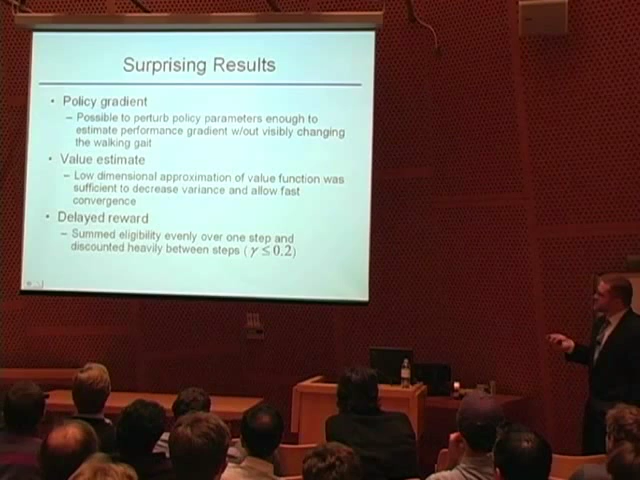 Surprising Results
• Policy gradient
– Possible to perturb policy parameters enough to
estimate performance gradient w/out visibly changing
the walking gait
• Value estimate
– Low dimensional approximation of value function was
sufficient to decrease variance and allow fast
convergence
• Delayed reward
– Summed eligibility evenly over one step and
discounted heavily between steps (γ ≤ 0.2)